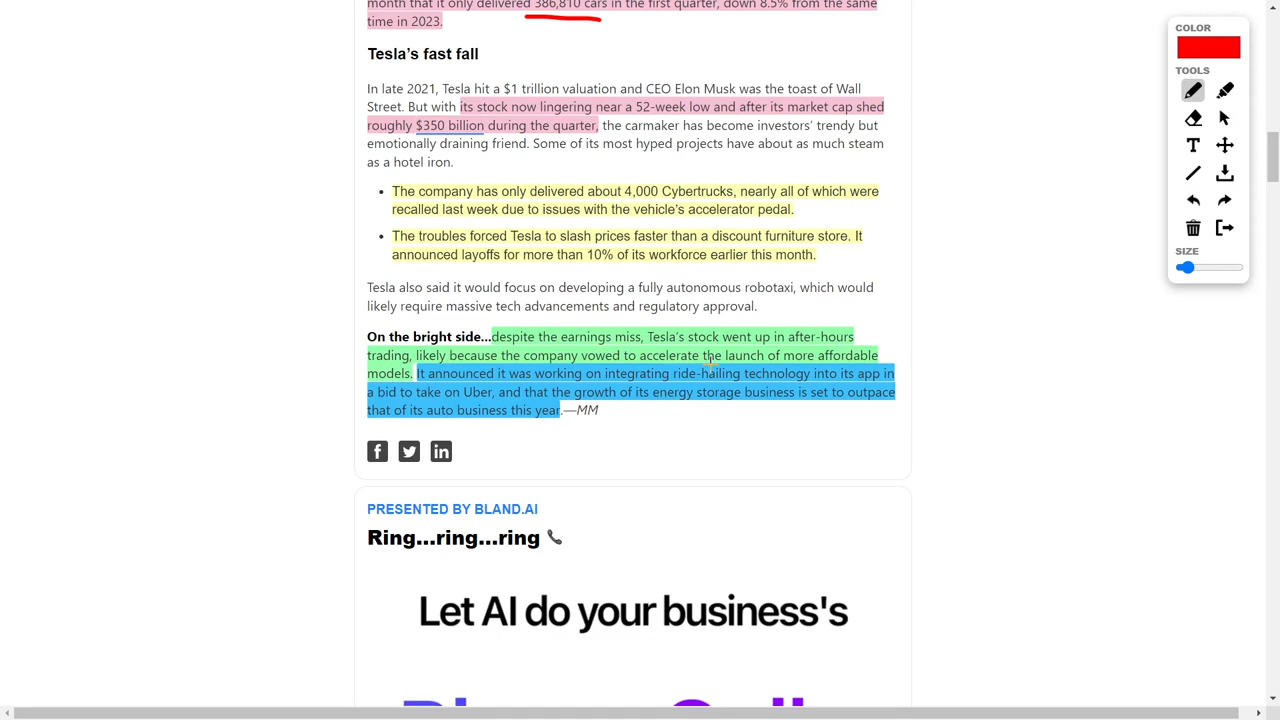 month that it only delivered 386,810 cars in the first quarter, down 8.5% from the same
time in 2023.
Tesla's fast fall
In late 2021, Tesla hit a $1 trillion valuation and CEO Elon Musk was the toast of Wall
Street. But with its stock now lingering near a 52-week low and after its market cap shed
roughly $350 billion during the quarter, the carmaker has become investors' trendy but
emotionally draining friend. Some of its most hyped projects have about as much steam
as a hotel iron.
• The company has only delivered about 4,000 Cybertrucks, nearly all of which were
recalled last week due to issues with the vehicle's accelerator pedal.
• The troubles forced Tesla to slash prices faster than a discount furniture store. It
announced layoffs for more than 10% of its workforce earlier this month.
Tesla also said it would focus on developing a fully autonomous robotaxi, which would
likely require massive tech advancements and regulatory approval.
On the bright side...despite the earnings miss, Tesla's stock went up in after-hours
trading, likely because the company vowed to accelerate the launch of more affordable
models. It announced it was working on integrating ride-hailing technology into its app in
a bid to take on Uber, and that the growth of its energy storage business is set to outpace
that of its auto business this year.—MM
PRESENTED BY BLAND.AI
Ring...ring...ring
Let AI do your business's
COLOR
TOOLS
T
SIZE